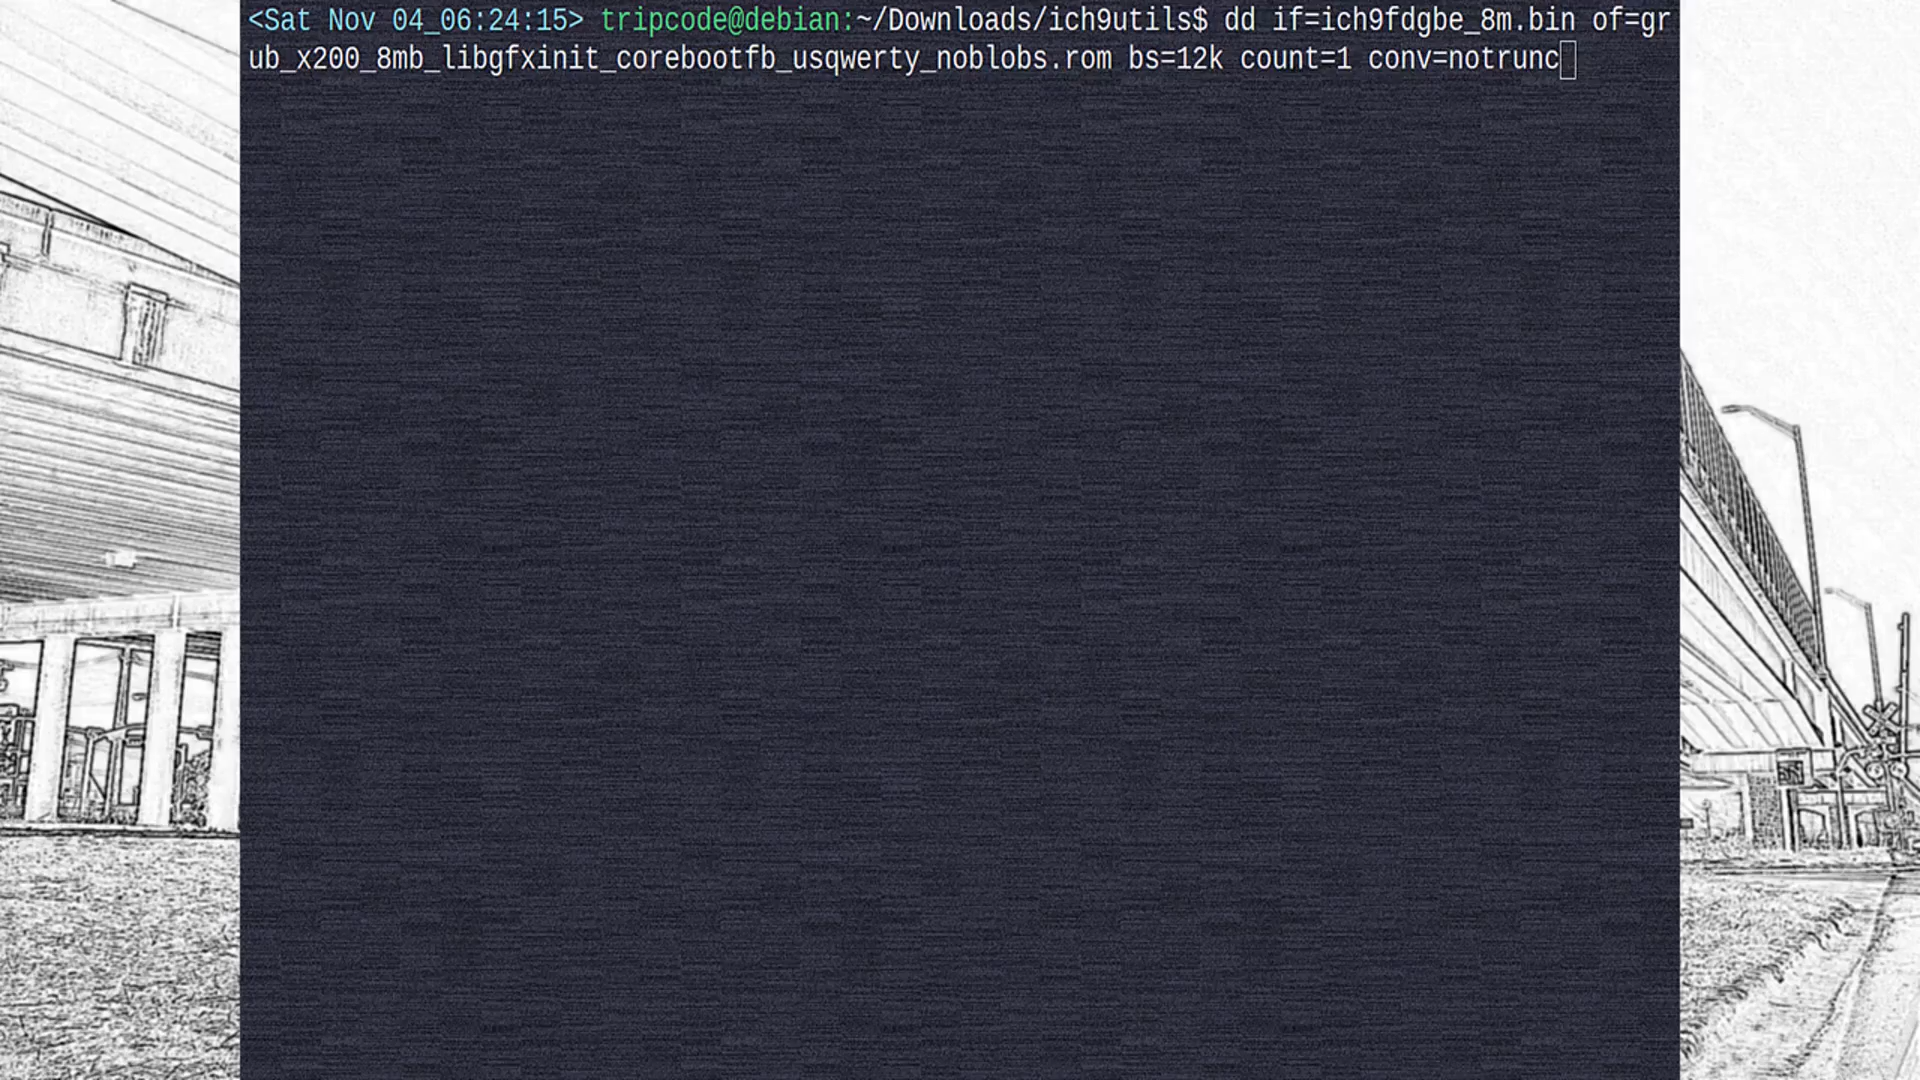 <Sat Nov 04_06:24:15> tripcode@debian:~/Downloads/ich9utils$ dd if=ich9fdgbe_8m.bin of=gr
ub_x200_8mb_libgfxinit_corebootfb_usqwerty_noblobs.rom bs=12k count=1 conv=notrunc